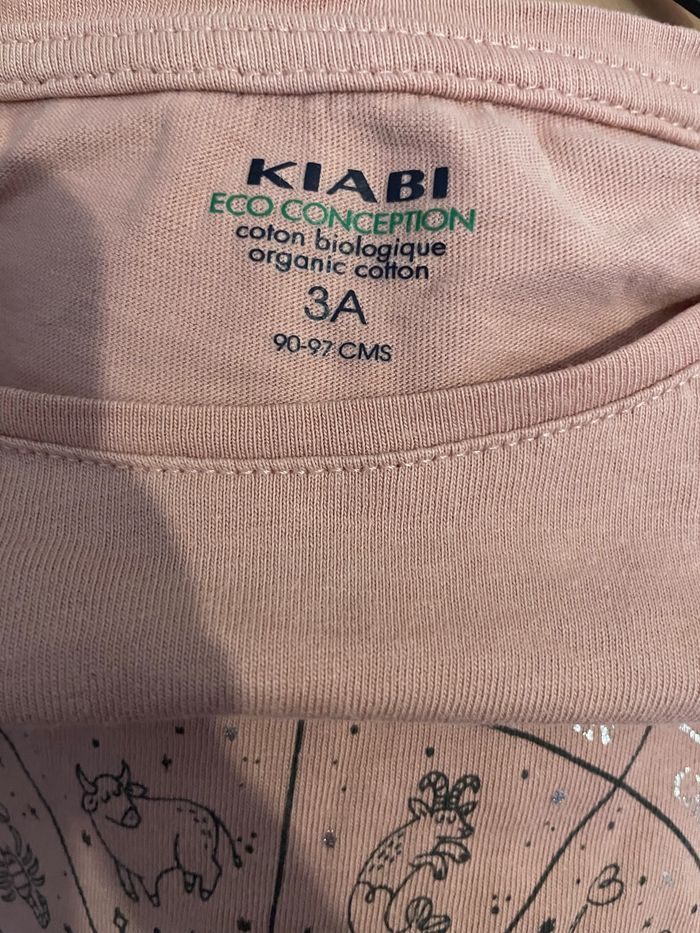 KIABI
ECO CONCEPTION
coton biologique
organic cotton
3A
90-97 CMS